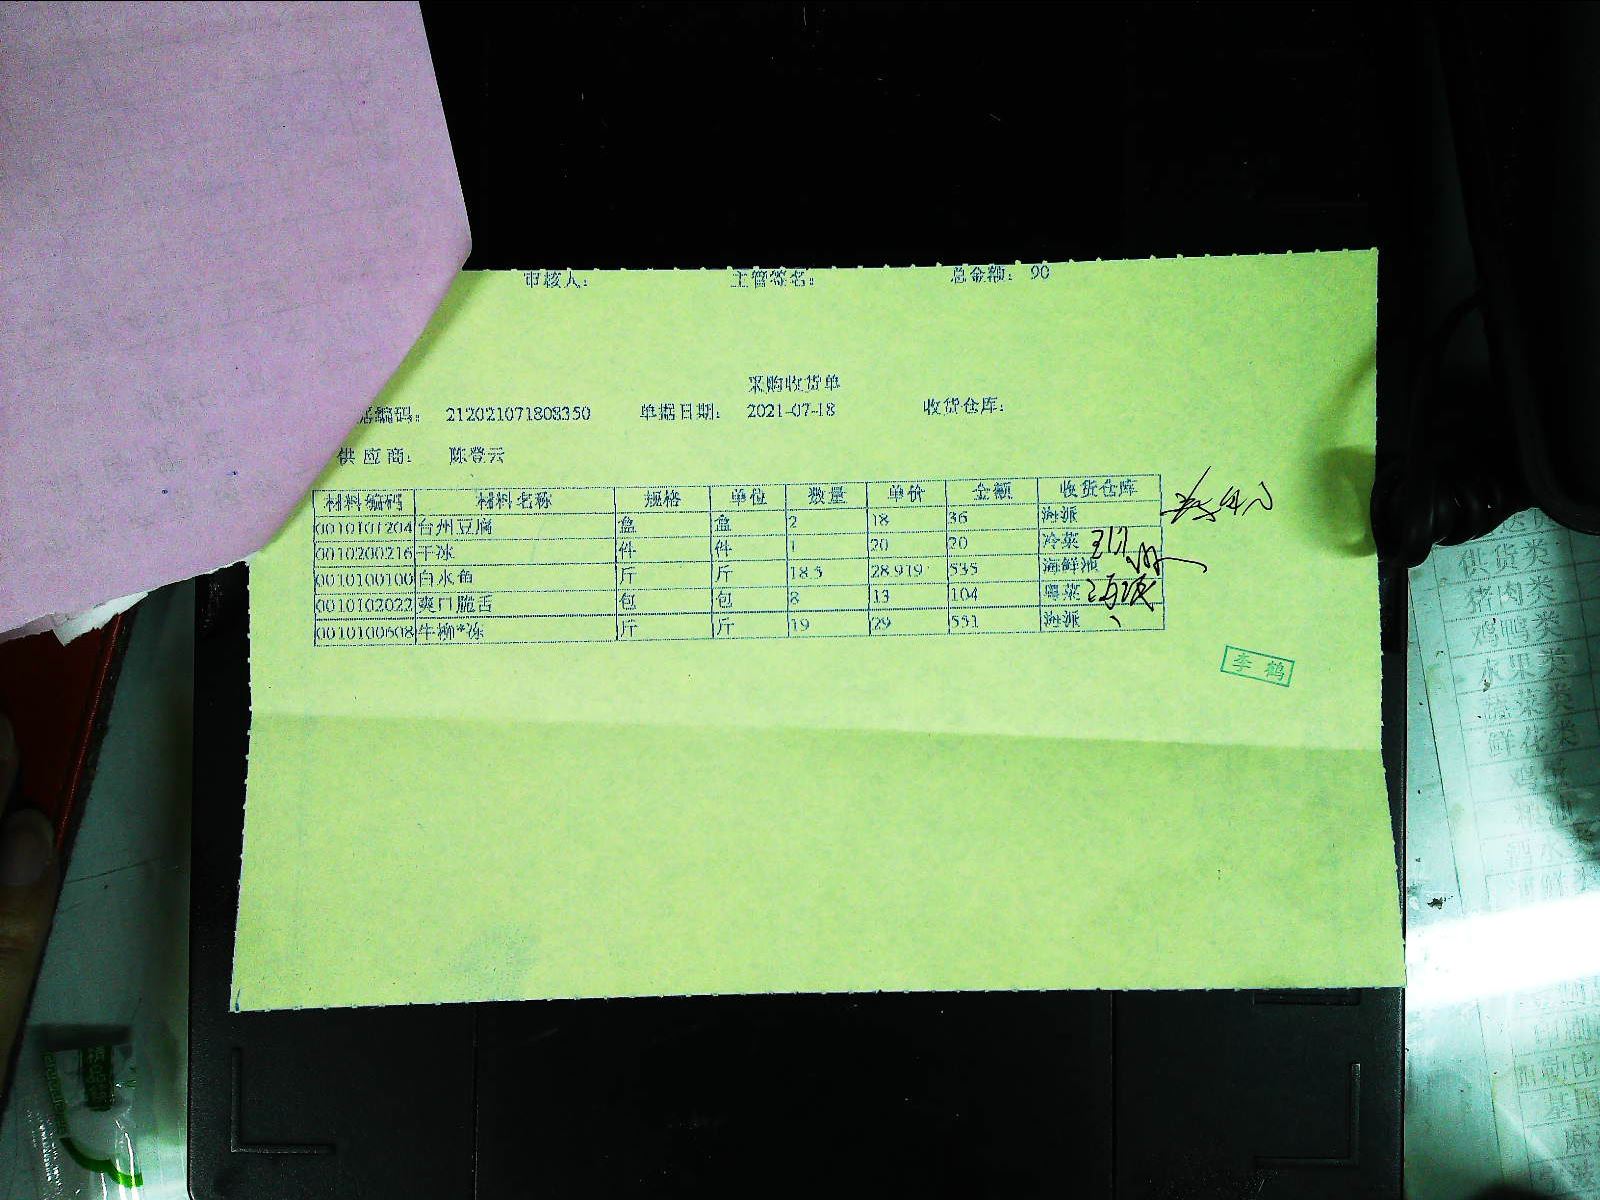 审核人： 主管签名： 总金额： 90
采购收货单
据编码： 212021071808350 单据日期： 2021-07-18 收货仓库：
供应商： 陈登云
材料编码 材料名称 规格 单位 数量 单价 金额 收货仓库
0010101204 台州豆腐 盒 盒 2 18 36 海派
0010200216 干冰 件 件 1 20 20 冷菜
0010100100 白水鱼 斤 斤 18.5 28.919 535 海鲜池
0010102022 爽口脆舌 包 包 8 13 104 粤菜
0010100608 牛柳*冻 斤 斤 19 29 551 海派
李鹤
供货类
猪肉类
鸡鸭类
水果类
蔬菜类
鲜花类